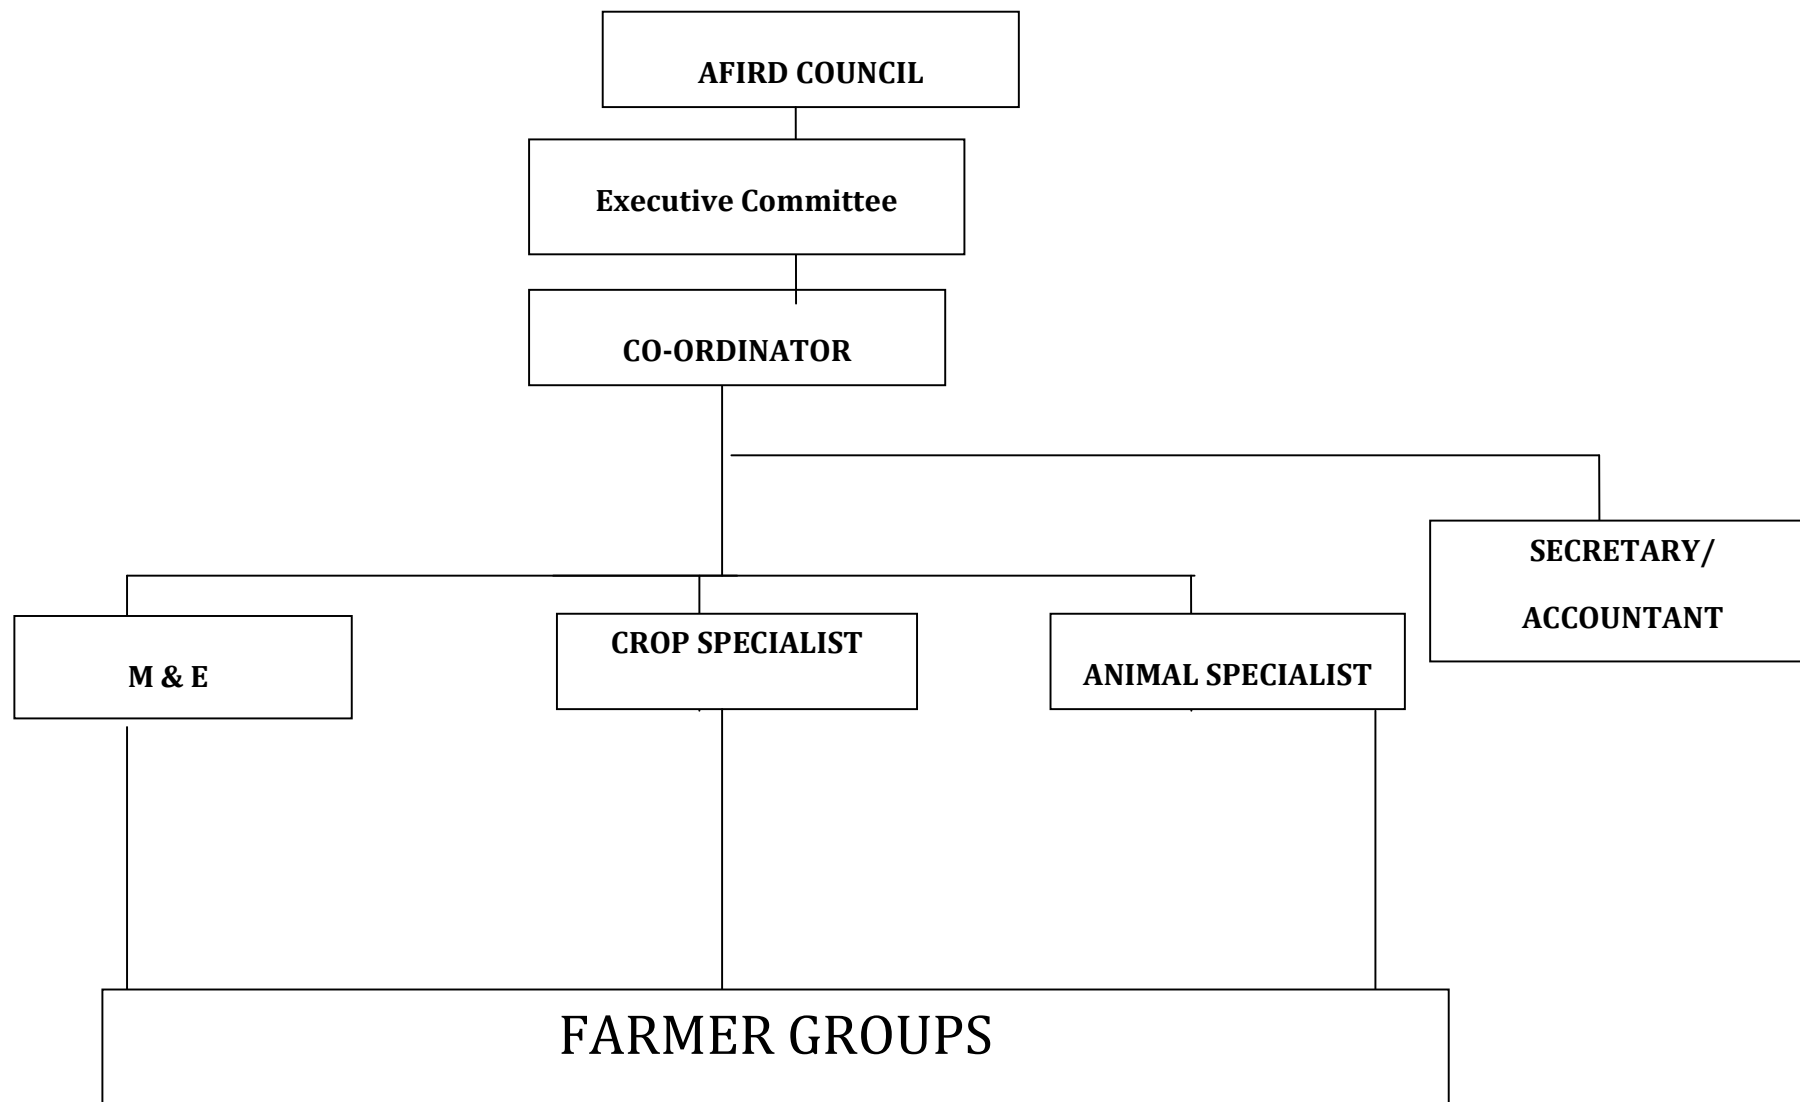 AFIRD COUNCIL
Executive Committee
CO-ORDINATOR
SECRETARY/
ACCOUNTANT
M & E
CROP SPECIALIST
ANIMAL SPECIALIST
FARMER GROUPS